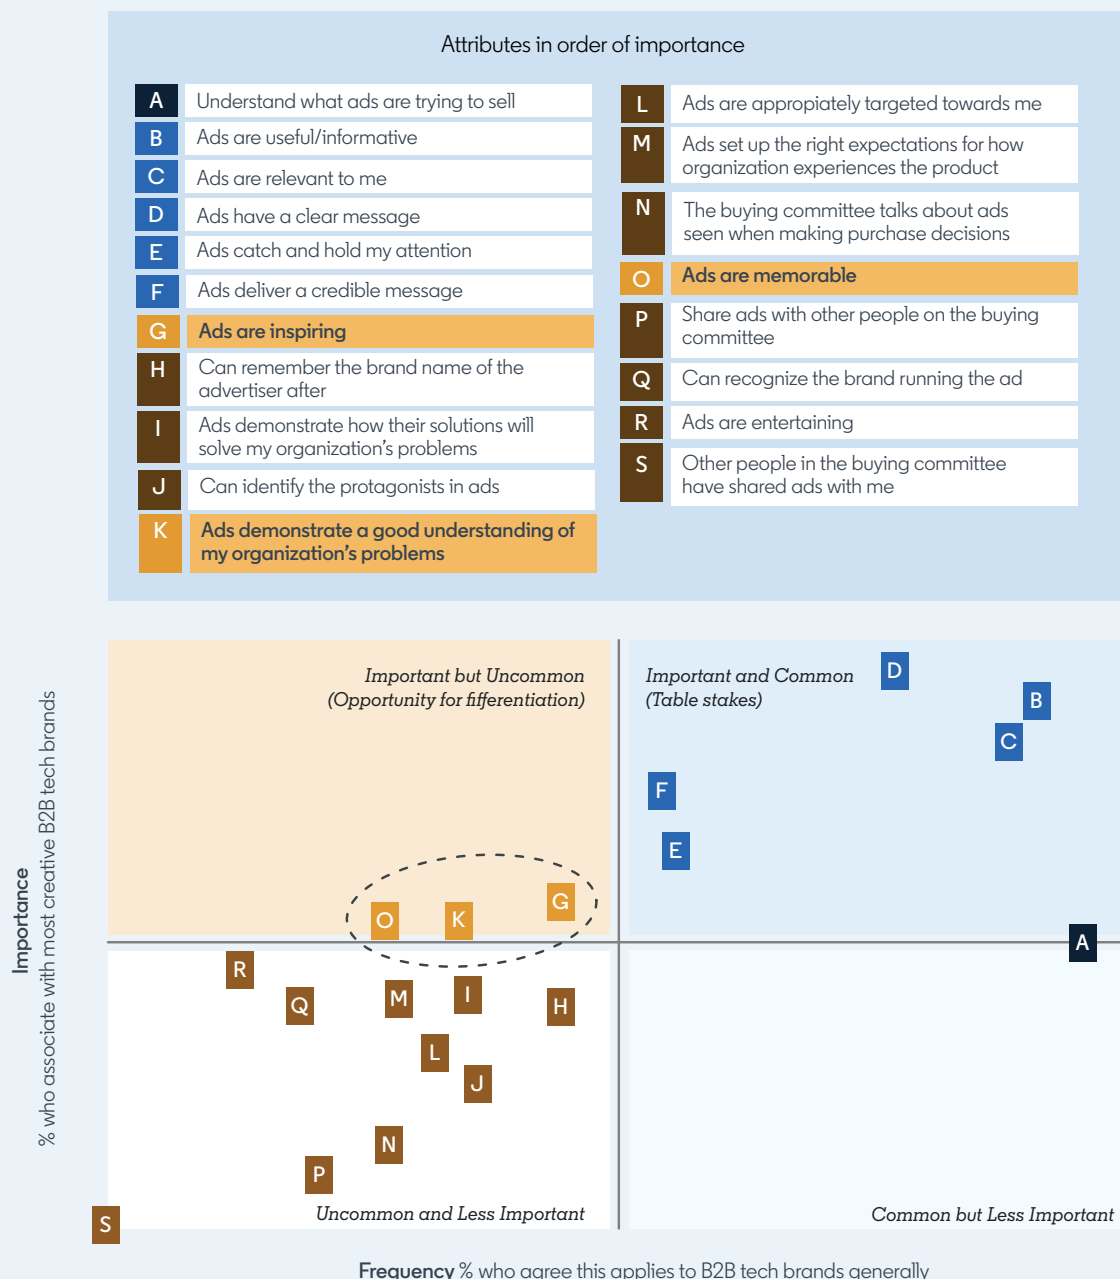 Attributes in order of importance
A Understand what ads are trying to sell
B Ads are useful/informative
C Ads are relevant to me
D Ads have a clear message
E Ads catch and hold my attention
F Ads deliver a credible message
G Ads are inspiring
H Can remember the brand name of the
advertiser after
I Ads demonstrate how their solutions will
solve my organization's problems
J Can identify the protagonists in ads
K Ads demonstrate a good understanding of
my organization's problems
L Ads are appropiately targeted towards me
M Ads set up the right expectations for how
organization experiences the product
N The buying committee talks about ads
seen when making purchase decisions
O Ads are memorable
P Share ads with other people on the buying
committee
Q Can recognize the brand running the ad
R Ads are entertaining
S Other people in the buying committee
have shared ads with me
Importance
% who associate with most creative B2B tech brands
Important but Uncommon
(Opportunity for fifferentiation)
Important and Common
(Table stakes)
D
B
C
F
E
G
O
K
A
R
Q
M
I
H
L
J
N
P
S
Uncommon and Less Important
Common but Less Important
Frequency % who agree this applies to B2B tech brands generally